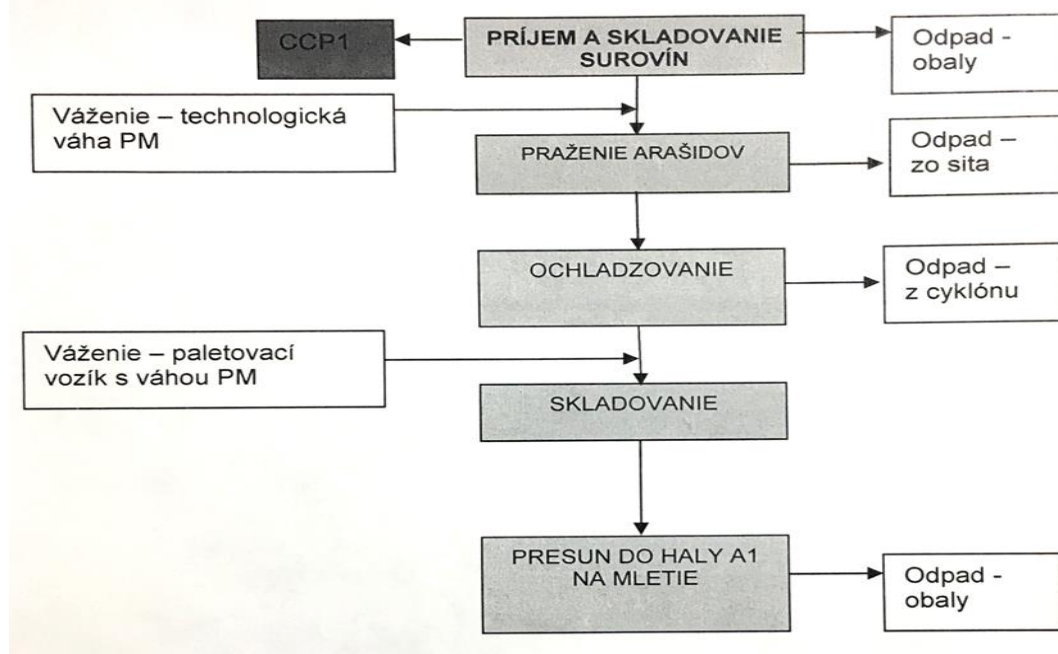 CCP1
PRÍJEM A SKLADOVANIE
SUROVÍN
Odpad -
obaly
Váženie – technologická
váha PM
PRAŽENIE ARAŠIDOV
Odpad –
zo sita
OCHLADZOVANIE
Odpad –
z cyklónu
Váženie – paletovací
vozík s váhou PM
SKLADOVANIE
PRESUN DO HALY A1
NA MLETIE
Odpad -
obaly